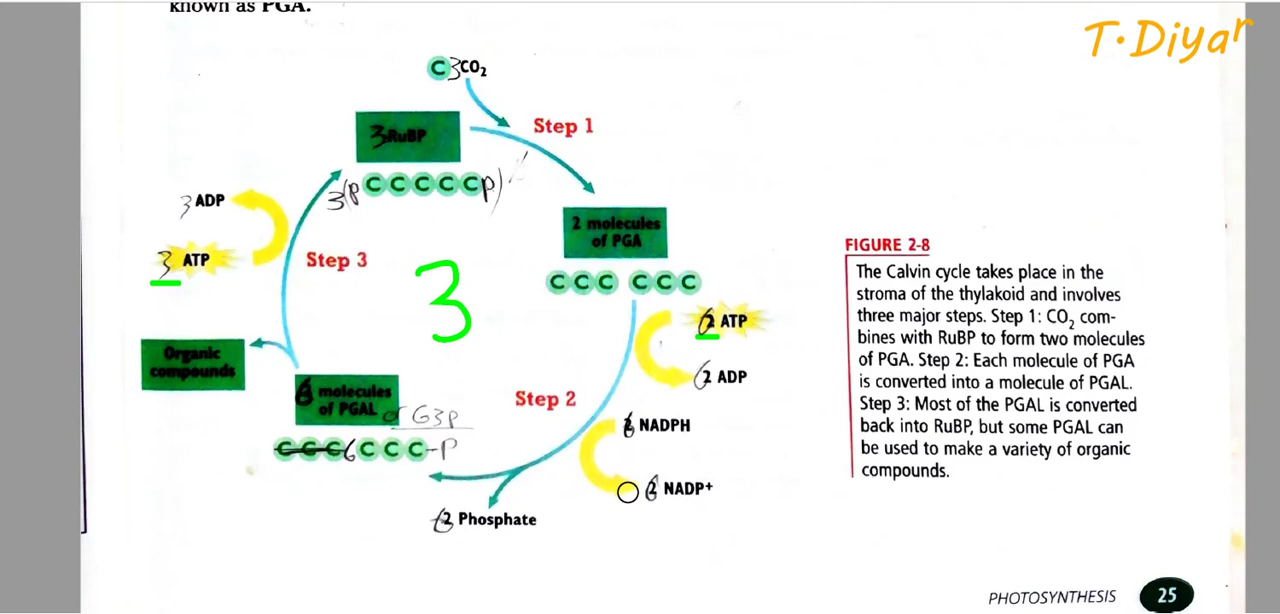 known as PGA.
T·Diyar
C 3CO₂
3RuBP
Step 1
3(P C C C C C P)
3 ADP
2 molecules
of PGA
Step 3
3 ATP
C C C C C C
3
6 ATP
Organic
compounds
6 molecules
of PGAL or G3P
6 ADP
Step 2
6 NADPH
C C C 6 C C C-P
6 NADP+
6 Phosphate
FIGURE 2-8
The Calvin cycle takes place in the
stroma of the thylakoid and involves
three major steps. Step 1: CO₂ com-
bines with RuBP to form two molecules
of PGA. Step 2: Each molecule of PGA
is converted into a molecule of PGAL.
Step 3: Most of the PGAL is converted
back into RuBP, but some PGAL can
be used to make a variety of organic
compounds.
PHOTOSYNTHESIS 25